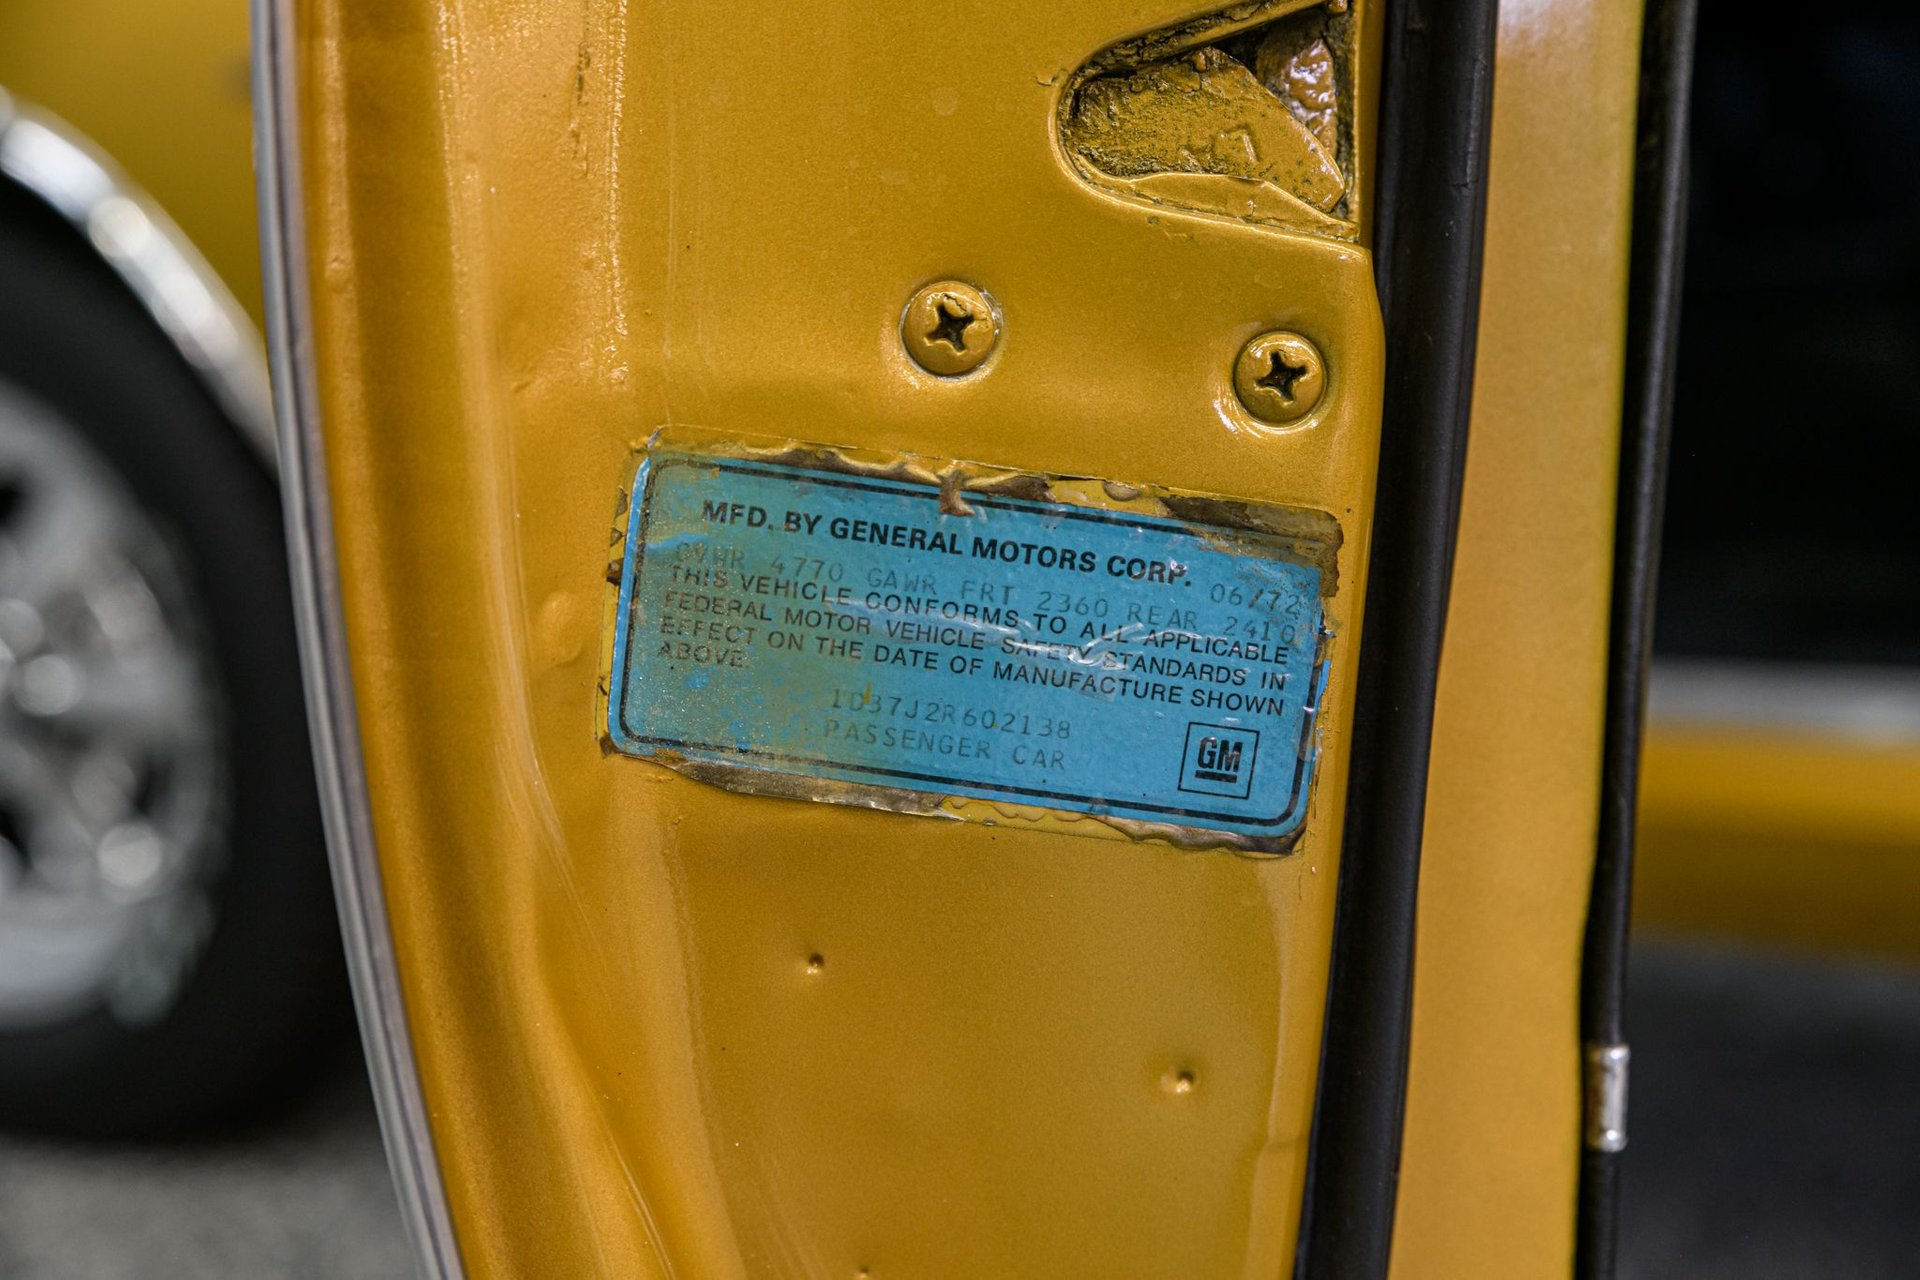 MFD. BY GENERAL MOTORS CORP. 06/72
GVWR 4770 GAWR FRT 2360 REAR 2410
THIS VEHICLE CONFORMS TO ALL APPLICABLE
FEDERAL MOTOR VEHICLE SAFETY STANDARDS IN
EFFECT ON THE DATE OF MANUFACTURE SHOWN
ABOVE
1D37J2R602138
PASSENGER CAR
GM